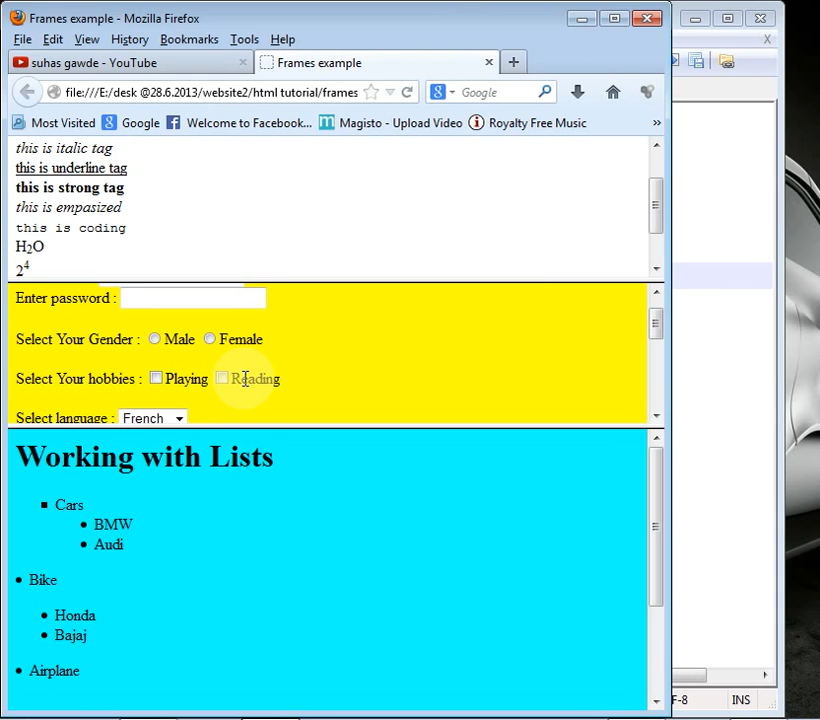 Frames example - Mozilla Firefox
File Edit View History Bookmarks Tools Help
suhas gawde - YouTube
Frames example
file:///E:/desk @28.6.2013/website2/html tutorial/frames
Google
Most Visited Google Welcome to Facebook... Magisto - Upload Video Royalty Free Music »
this is italic tag
this is underline tag
this is strong tag
this is empasized
this is coding
H₂O
2⁴
Enter password :
Select Your Gender : Male Female
Select Your hobbies : Playing Reading
Select language : French
Working with Lists
Cars
BMW
Audi
Bike
Honda
Bajaj
Airplane
F-8 INS